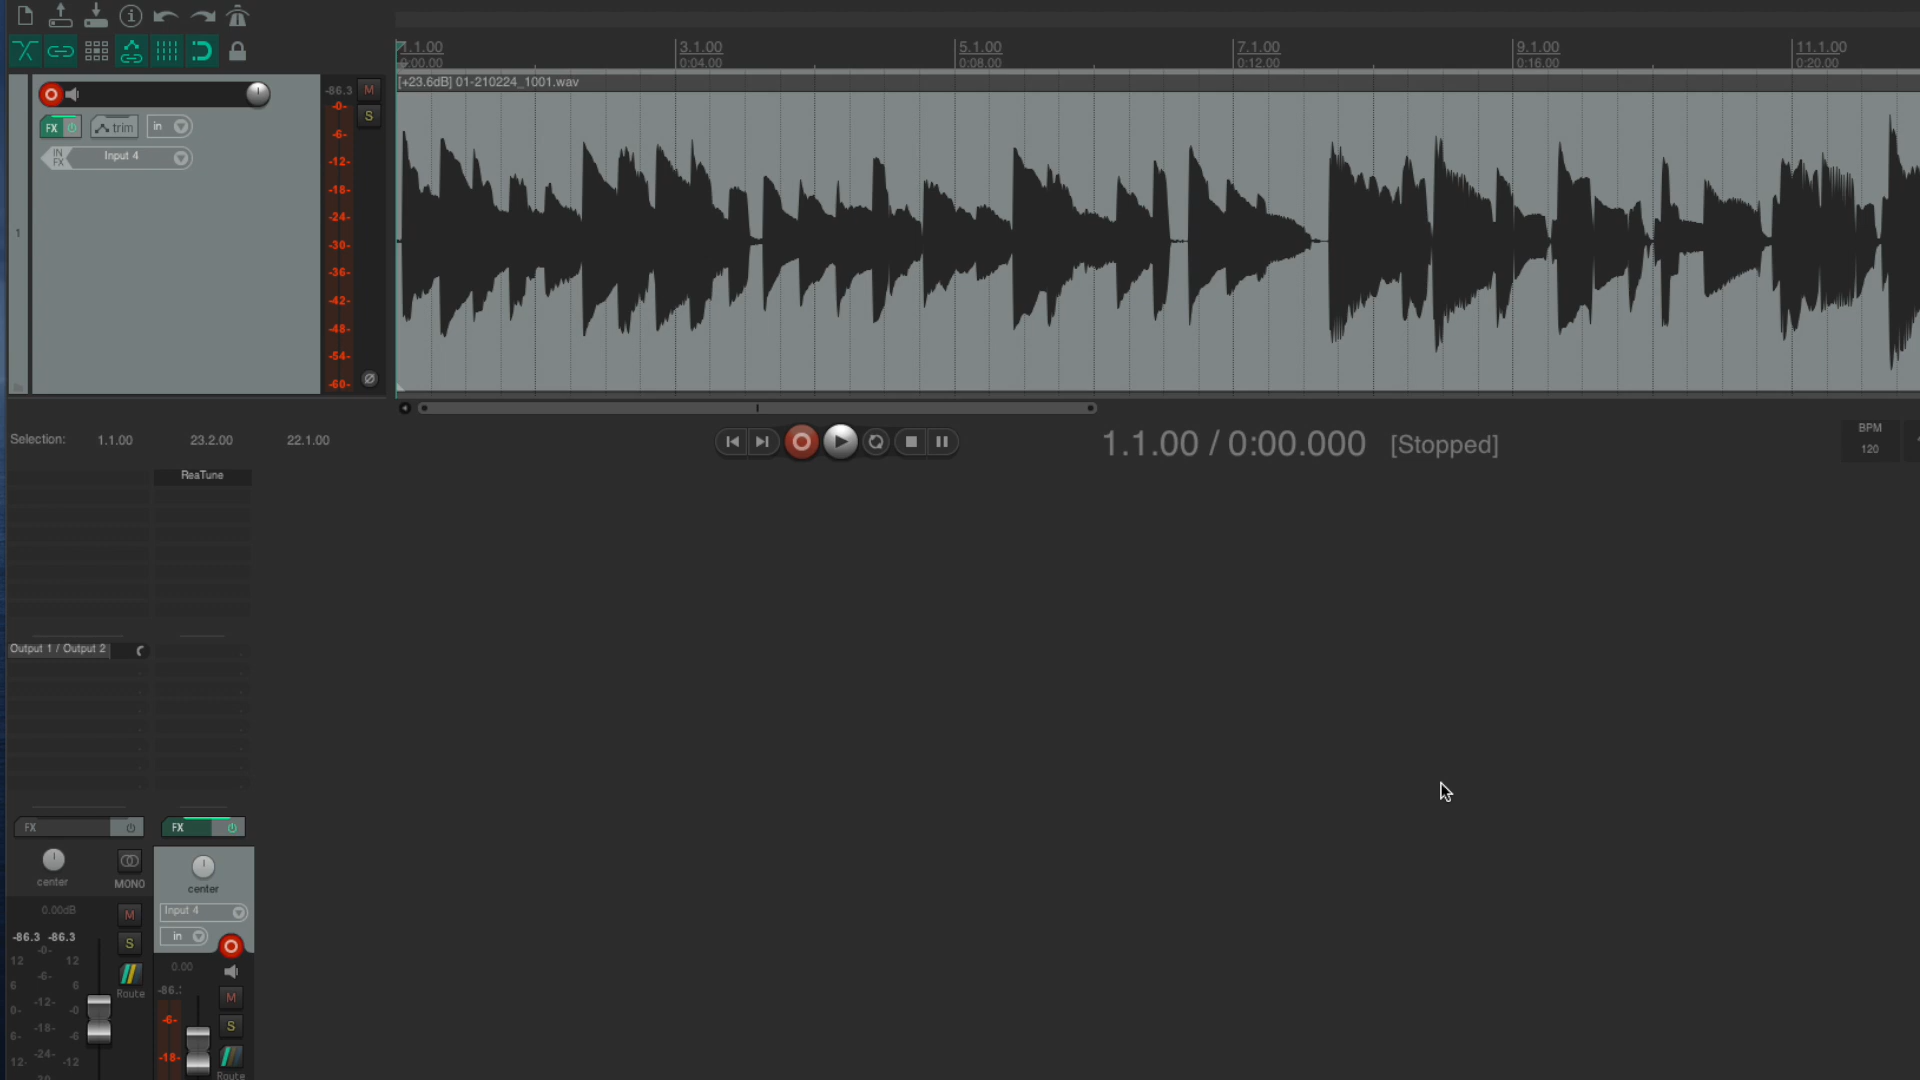 1.1.00 3.1.00 5.1.00 7.1.00 9.1.00 11.1.00
0:00.00 0:04.00 0:08.00 0:12.00 0:16.00 0:20.00
[+23.6dB] 01-210224_1001.wav
-86.3 M
-0- S
FX trim in
IN FX Input 4
-6-
-12-
-18-
-24-
1 -30-
-36-
-42-
-48-
-54-
-60-
Selection: 1.1.00 23.2.00 22.1.00
1.1.00 / 0:00.000 [Stopped]
BPM
120
ReaTune
Output 1 / Output 2
FX FX
center MONO center
0.00dB M Input 4
-86.3 -86.3 S in
-0-
12 12
-6-
6 6
-12-
0- -0
-18-
6- -6
-24-
12- -12
Route
0.00
M
-6-
S
-18-
Route